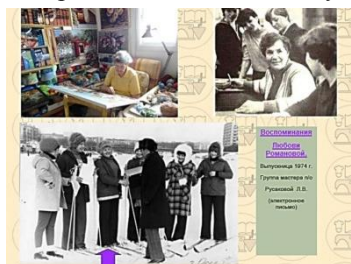 Воспоминания
Любови
Романовой,
Выпускница 1974 г.
Группа мастера п/о
Русаковой Л.В.
(электронное
письмо)